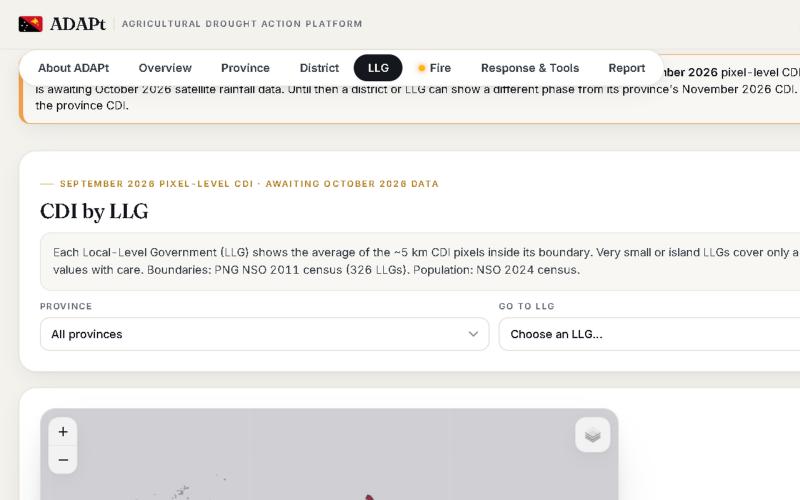 ADAPt AGRICULTURAL DROUGHT ACTION PLATFORM
About ADAPt Overview Province District LLG Fire Response & Tools Report
mber 2026 pixel-level CDI
is awaiting October 2026 satellite rainfall data. Until then a district or LLG can show a different phase from its province's November 2026 CDI.
the province CDI.
SEPTEMBER 2026 PIXEL-LEVEL CDI · AWAITING OCTOBER 2026 DATA
CDI by LLG
Each Local-Level Government (LLG) shows the average of the ~5 km CDI pixels inside its boundary. Very small or island LLGs cover only a
values with care. Boundaries: PNG NSO 2011 census (326 LLGs). Population: NSO 2024 census.
PROVINCE GO TO LLG
All provinces Choose an LLG...
+
−